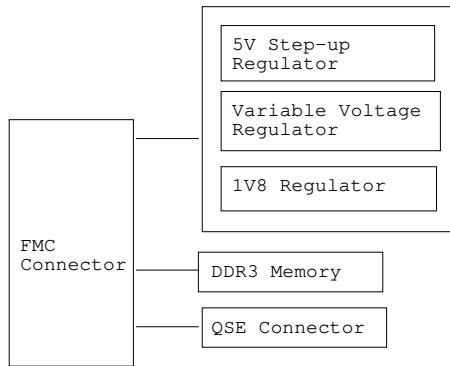 5V Step-up
Regulator
Variable Voltage
Regulator
1V8 Regulator
FMC
Connector
DDR3 Memory
QSE Connector